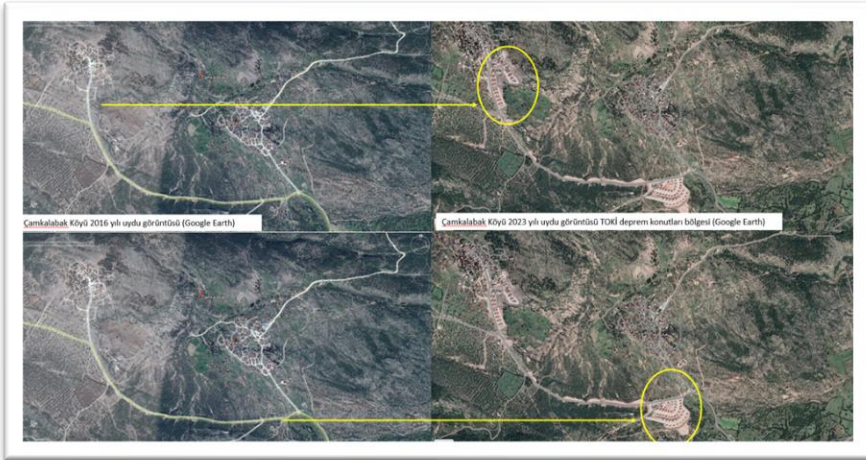 Çamkalabak Köyü 2016 yılı uydu görüntüsü (Google Earth)
Çamkalabak Köyü 2023 yılı uydu görüntüsü TOKİ deprem konutları bölgesi (Google Earth)